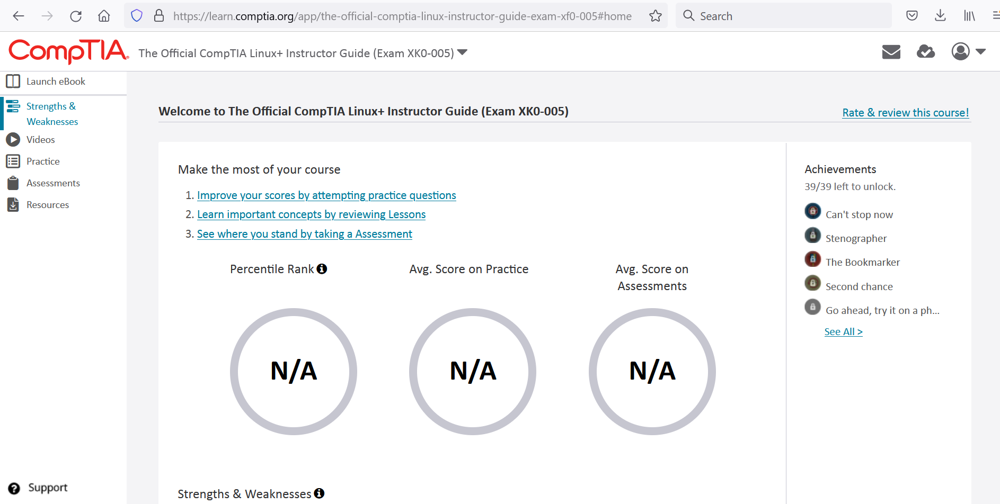 https://learn.comptia.org/app/the-official-comptia-linux-instructor-guide-exam-xf0-005#home
Search
CompTIA.
The Official CompTIA Linux+ Instructor Guide (Exam XK0-005)
Launch eBook
Strengths &
Weaknesses
Videos
Practice
Assessments
Resources
Support
Welcome to The Official CompTIA Linux+ Instructor Guide (Exam XK0-005)
Rate & review this course!
Make the most of your course
1. Improve your scores by attempting practice questions
2. Learn important concepts by reviewing Lessons
3. See where you stand by taking a Assessment
Percentile Rank
N/A
Avg. Score on Practice
N/A
Avg. Score on
Assessments
N/A
Strengths & Weaknesses
Achievements
39/39 left to unlock.
Can't stop now
Stenographer
The Bookmarker
Second chance
Go ahead, try it on a ph...
See All >